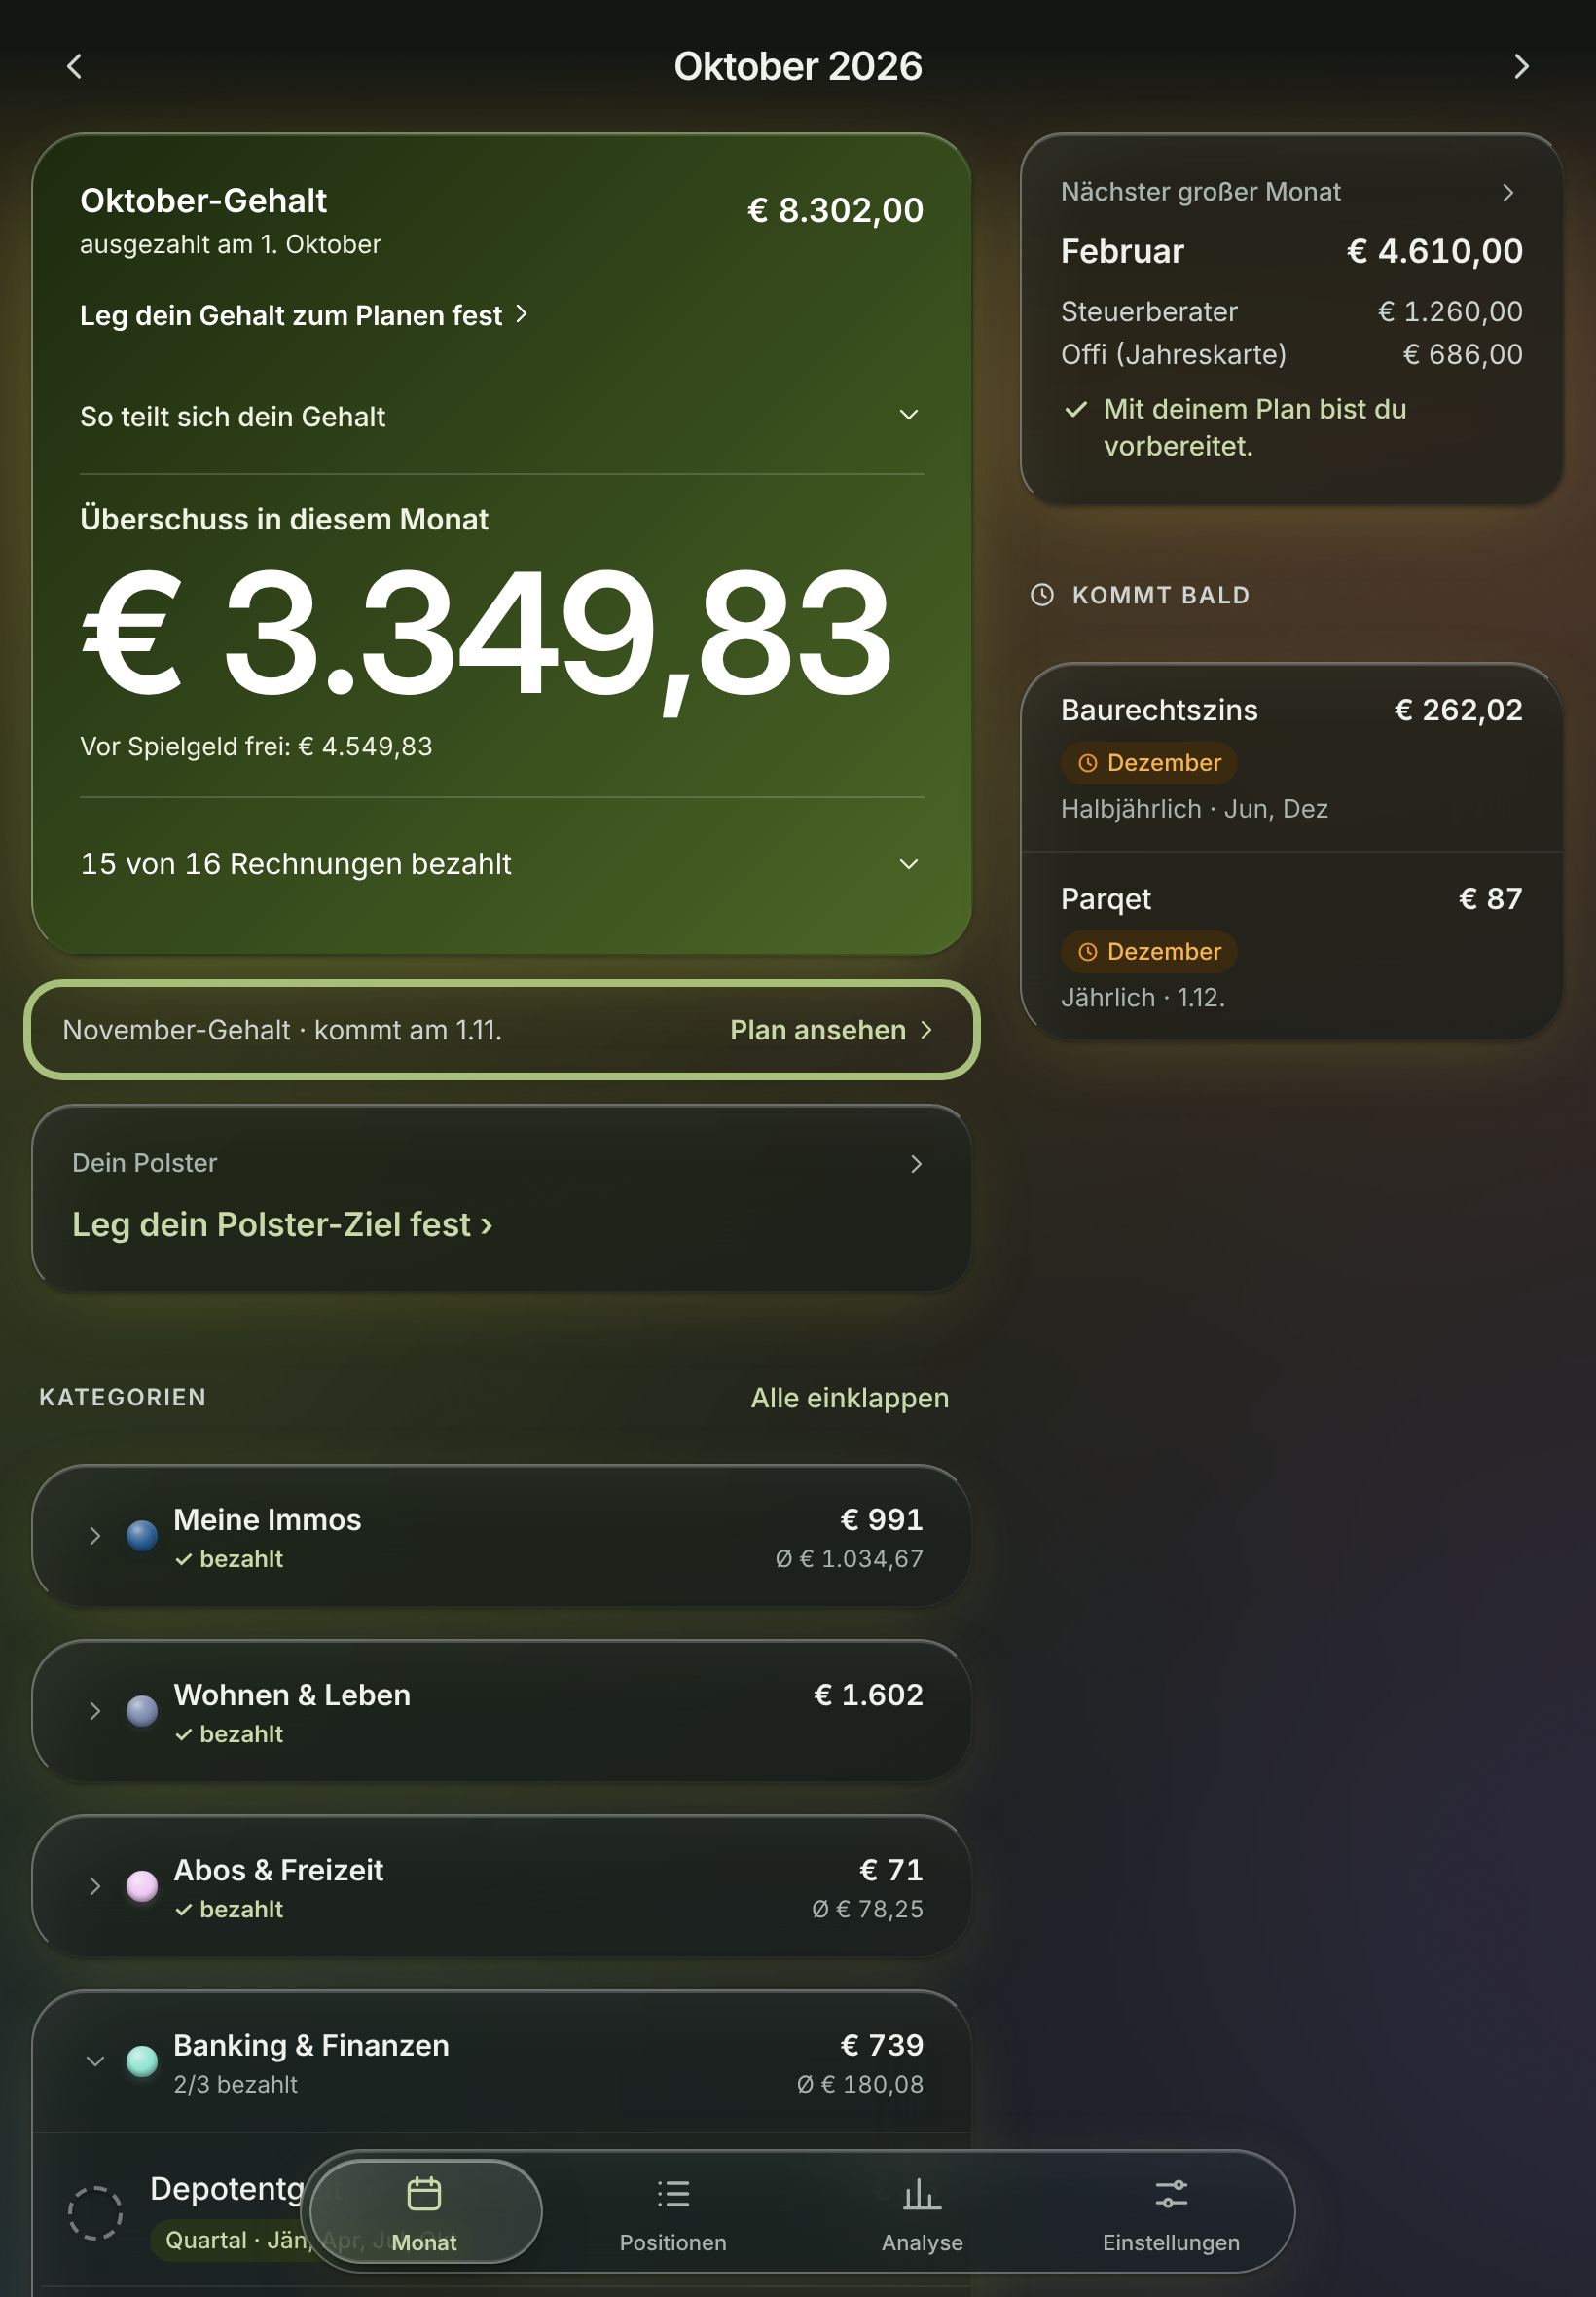 Oktober 2026
Oktober-Gehalt
€ 8.302,00
ausgezahlt am 1. Oktober
Leg dein Gehalt zum Planen fest
So teilt sich dein Gehalt
Überschuss in diesem Monat
€ 3.349,83
Vor Spielgeld frei: € 4.549,83
15 von 16 Rechnungen bezahlt
November-Gehalt · kommt am 1.11.
Plan ansehen
Dein Polster
Leg dein Polster-Ziel fest ›
KATEGORIEN
Alle einklappen
Meine Immos
€ 991
✓ bezahlt
Ø € 1.034,67
Wohnen & Leben
€ 1.602
✓ bezahlt
Abos & Freizeit
€ 71
✓ bezahlt
Ø € 78,25
Banking & Finanzen
€ 739
2/3 bezahlt
Ø € 180,08
Quartal · Jän, Apr,
Nächster großer Monat
Februar
€ 4.610,00
Steuerberater
€ 1.260,00
Offi (Jahreskarte)
€ 686,00
Mit deinem Plan bist du
vorbereitet.
KOMMT BALD
Baurechtszins
€ 262,02
Dezember
Halbjährlich · Jun, Dez
Parqet
€ 87
Dezember
Jährlich · 1.12.
Monat
Positionen
Analyse
Einstellungen